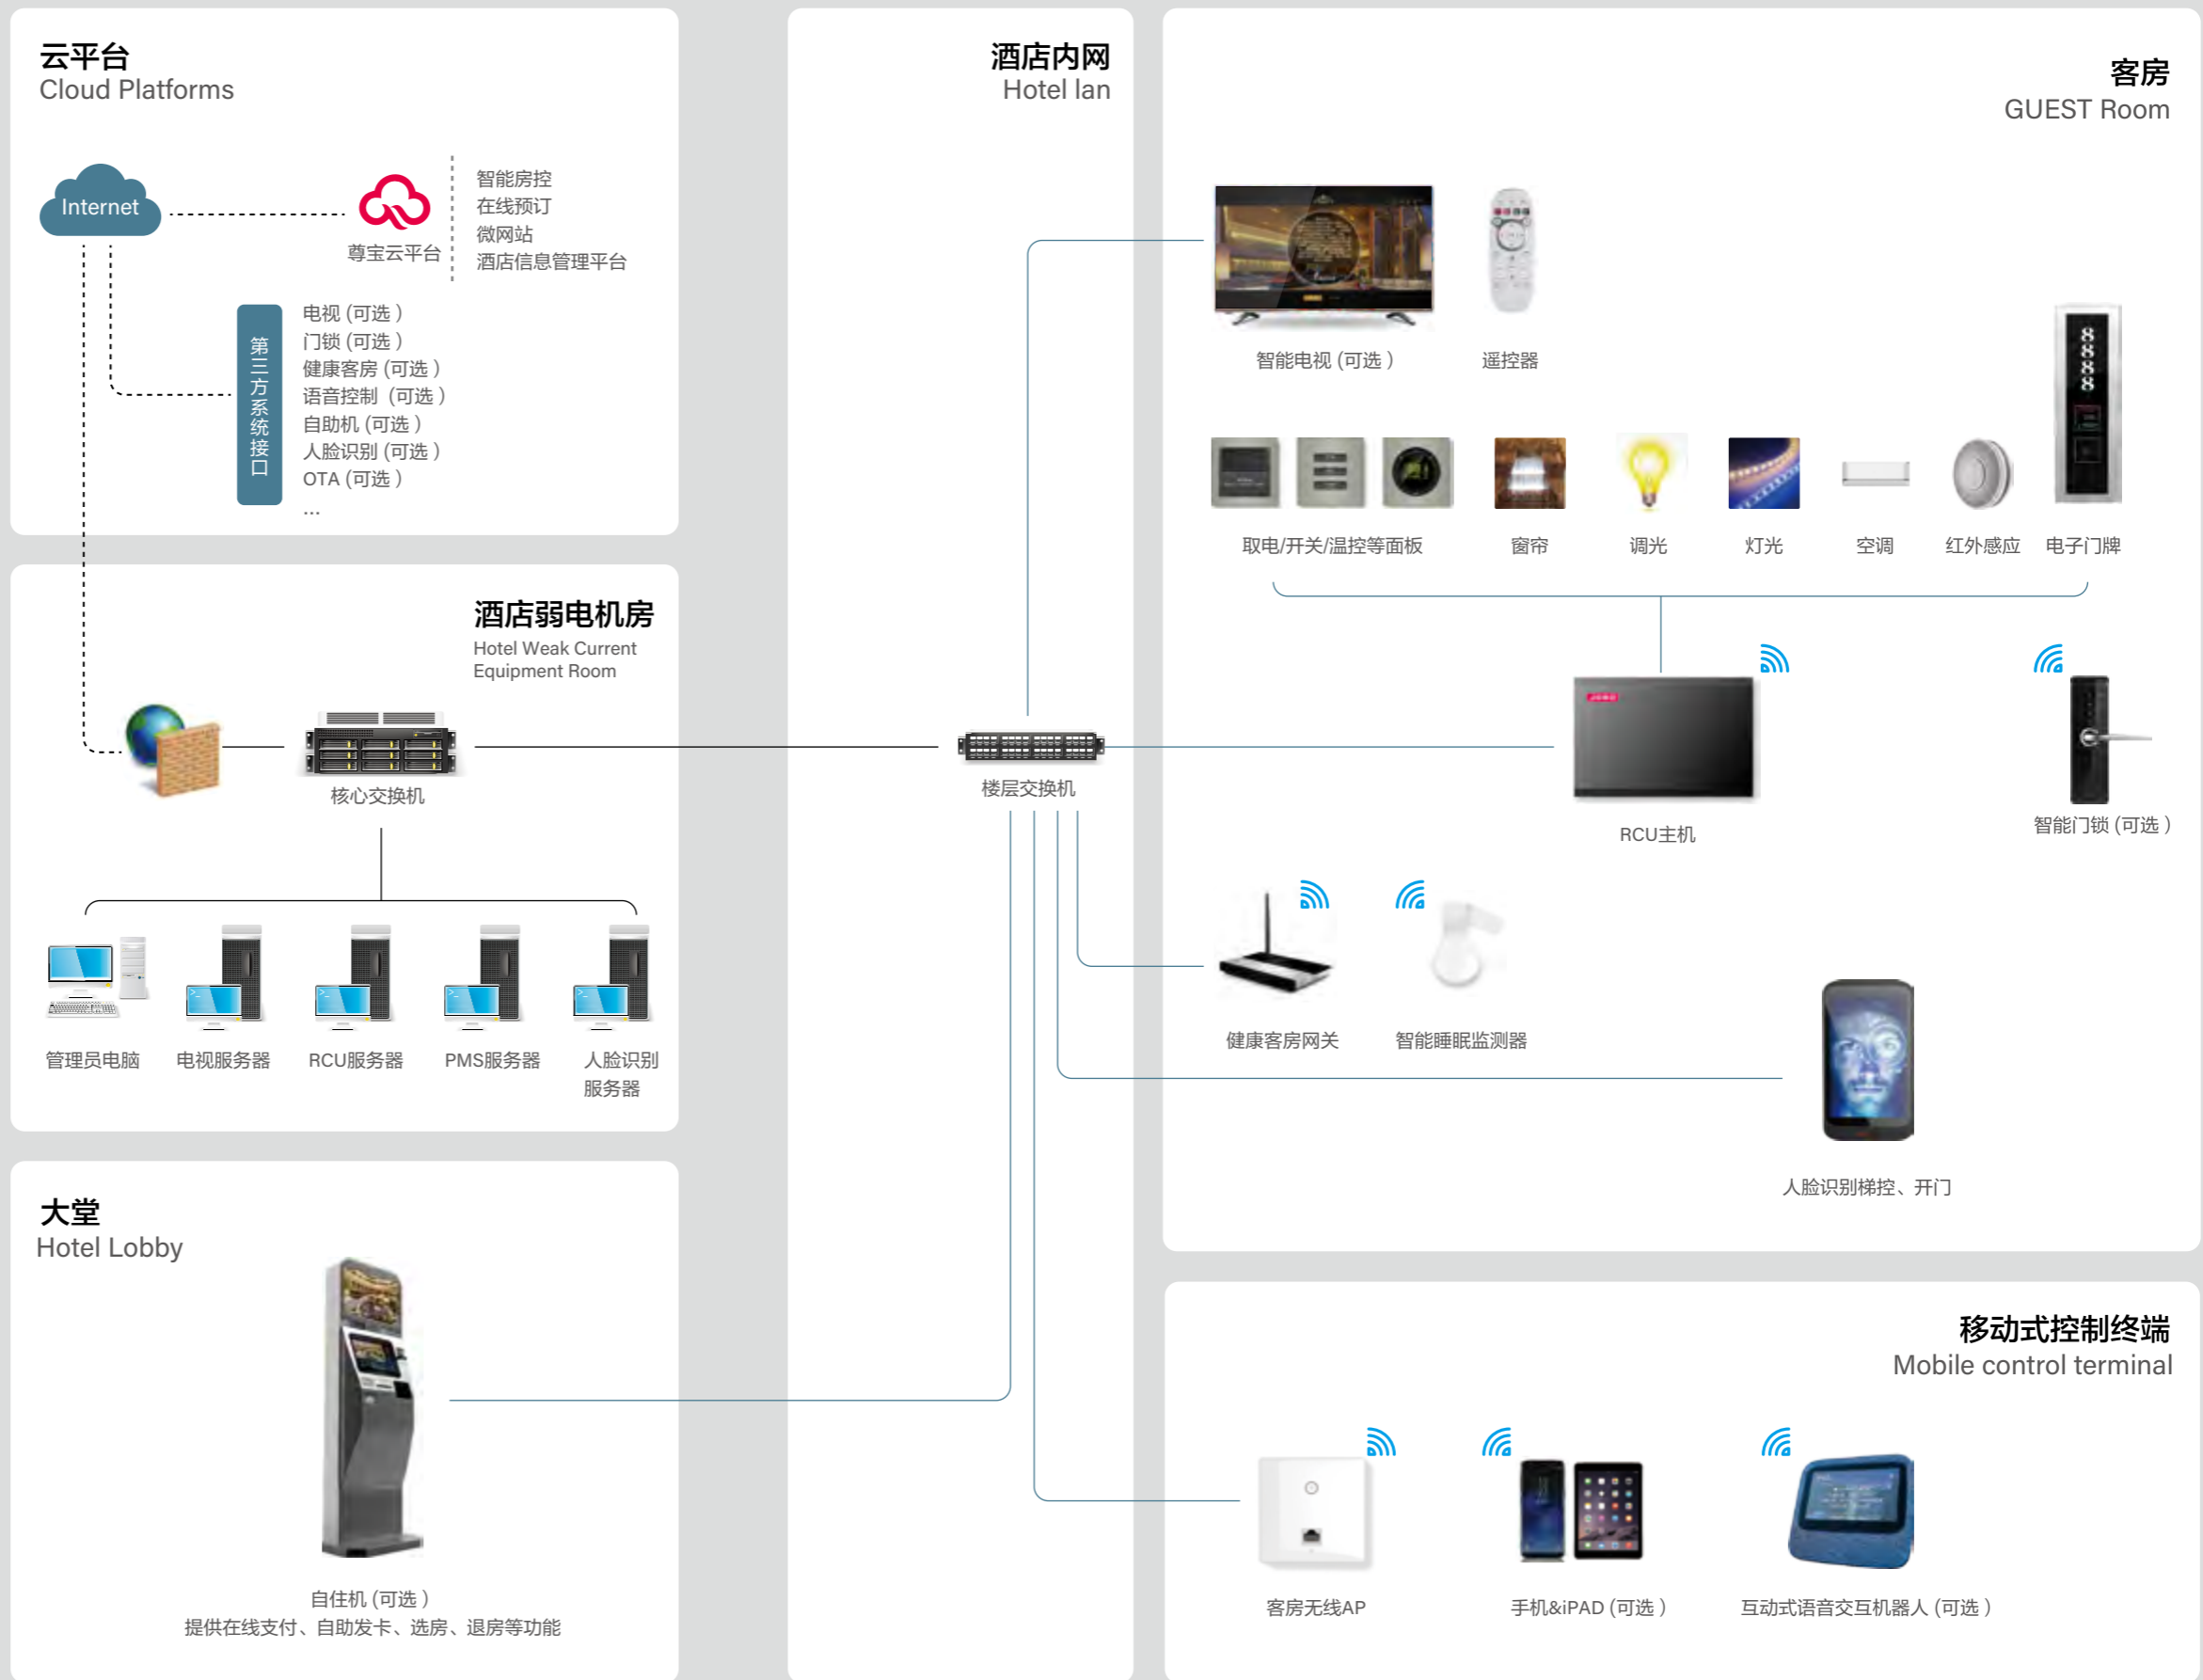 云平台
Cloud Platforms
Internet
尊宝云平台
智能房控
在线预订
微网站
酒店信息管理平台
第三方系统接口
电视 (可选 )
门锁 (可选 )
健康客房 (可选 )
语音控制 (可选 )
自助机 (可选 )
人脸识别 (可选 )
OTA (可选 )
...
酒店弱电机房
Hotel Weak Current
Equipment Room
核心交换机
管理员电脑
电视服务器
RCU服务器
PMS服务器
人脸识别
服务器
大堂
Hotel Lobby
自住机 (可选 )
提供在线支付、自助发卡、选房、退房等功能
酒店内网
Hotel lan
楼层交换机
客房
GUEST Room
智能电视 (可选 )
遥控器
8888
取电/开关/温控等面板
窗帘
调光
灯光
空调
红外感应
电子门牌
RCU主机
智能门锁 (可选 )
健康客房网关
智能睡眠监测器
人脸识别梯控、开门
移动式控制终端
Mobile control terminal
客房无线AP
手机&iPAD (可选 )
互动式语音交互机器人 (可选 )